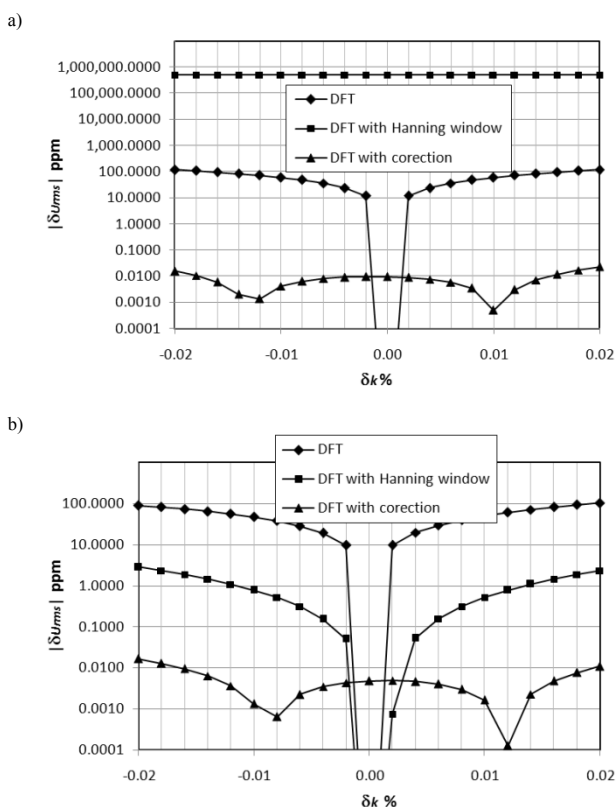 a)
1,000,000.0000
100,000.0000
10,000.0000
1,000.0000
100.0000
10.0000
1.0000
0.1000
0.0100
0.0010
0.0001
|δUrms| ppm
DFT
DFT with Hanning window
DFT with corection
-0.02 -0.01 0.00 0.01 0.02
δk%
b)
100.0000
10.0000
1.0000
0.1000
0.0100
0.0010
0.0001
|δUrms| ppm
DFT
DFT with Hanning window
DFT with corection
-0.02 -0.01 0.00 0.01 0.02
δk %